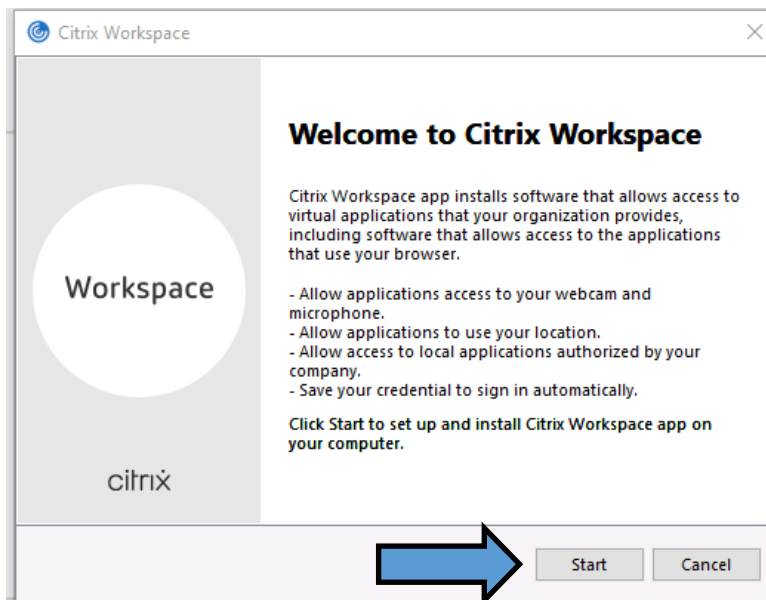 Citrix Workspace
Welcome to Citrix Workspace
Citrix Workspace app installs software that allows access to
virtual applications that your organization provides,
including software that allows access to the applications
that use your browser.
Workspace
- Allow applications access to your webcam and
microphone.
- Allow applications to use your location.
- Allow access to local applications authorized by your
company.
- Save your credential to sign in automatically.
Click Start to set up and install Citrix Workspace app on
your computer.
citrix
Start
Cancel